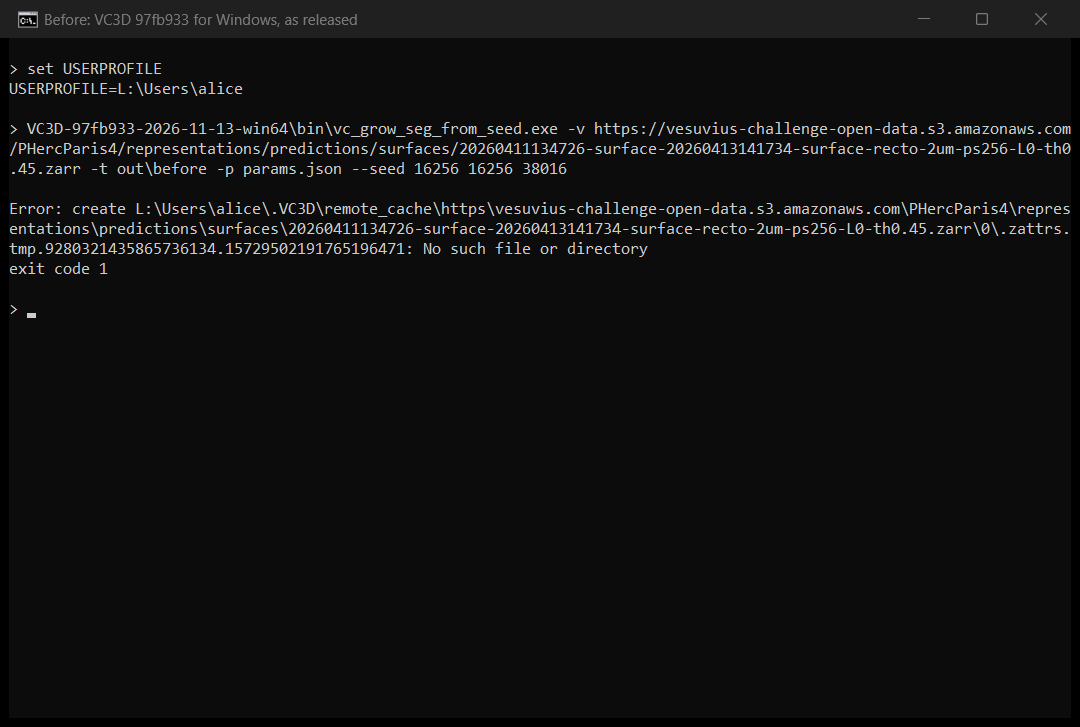 Before: VC3D 97fb933 for Windows, as released
> set USERPROFILE
USERPROFILE=L:\Users\alice
> VC3D-97fb933-2026-11-13-win64\bin\vc_grow_seg_from_seed.exe -v https://vesuvius-challenge-open-data.s3.amazonaws.com
/PHercParis4/representations/predictions/surfaces/20260411134726-surface-20260413141734-surface-recto-2um-ps256-L0-th0
.45.zarr -t out\before -p params.json --seed 16256 16256 38016
Error: create L:\Users\alice\.VC3D\remote_cache\https\vesuvius-challenge-open-data.s3.amazonaws.com\PHercParis4\repres
entations\predictions\surfaces\20260411134726-surface-20260413141734-surface-recto-2um-ps256-L0-th0.45.zarr\0\.zattrs.
tmp.9280321435865736134.15729502191765196471: No such file or directory
exit code 1
>